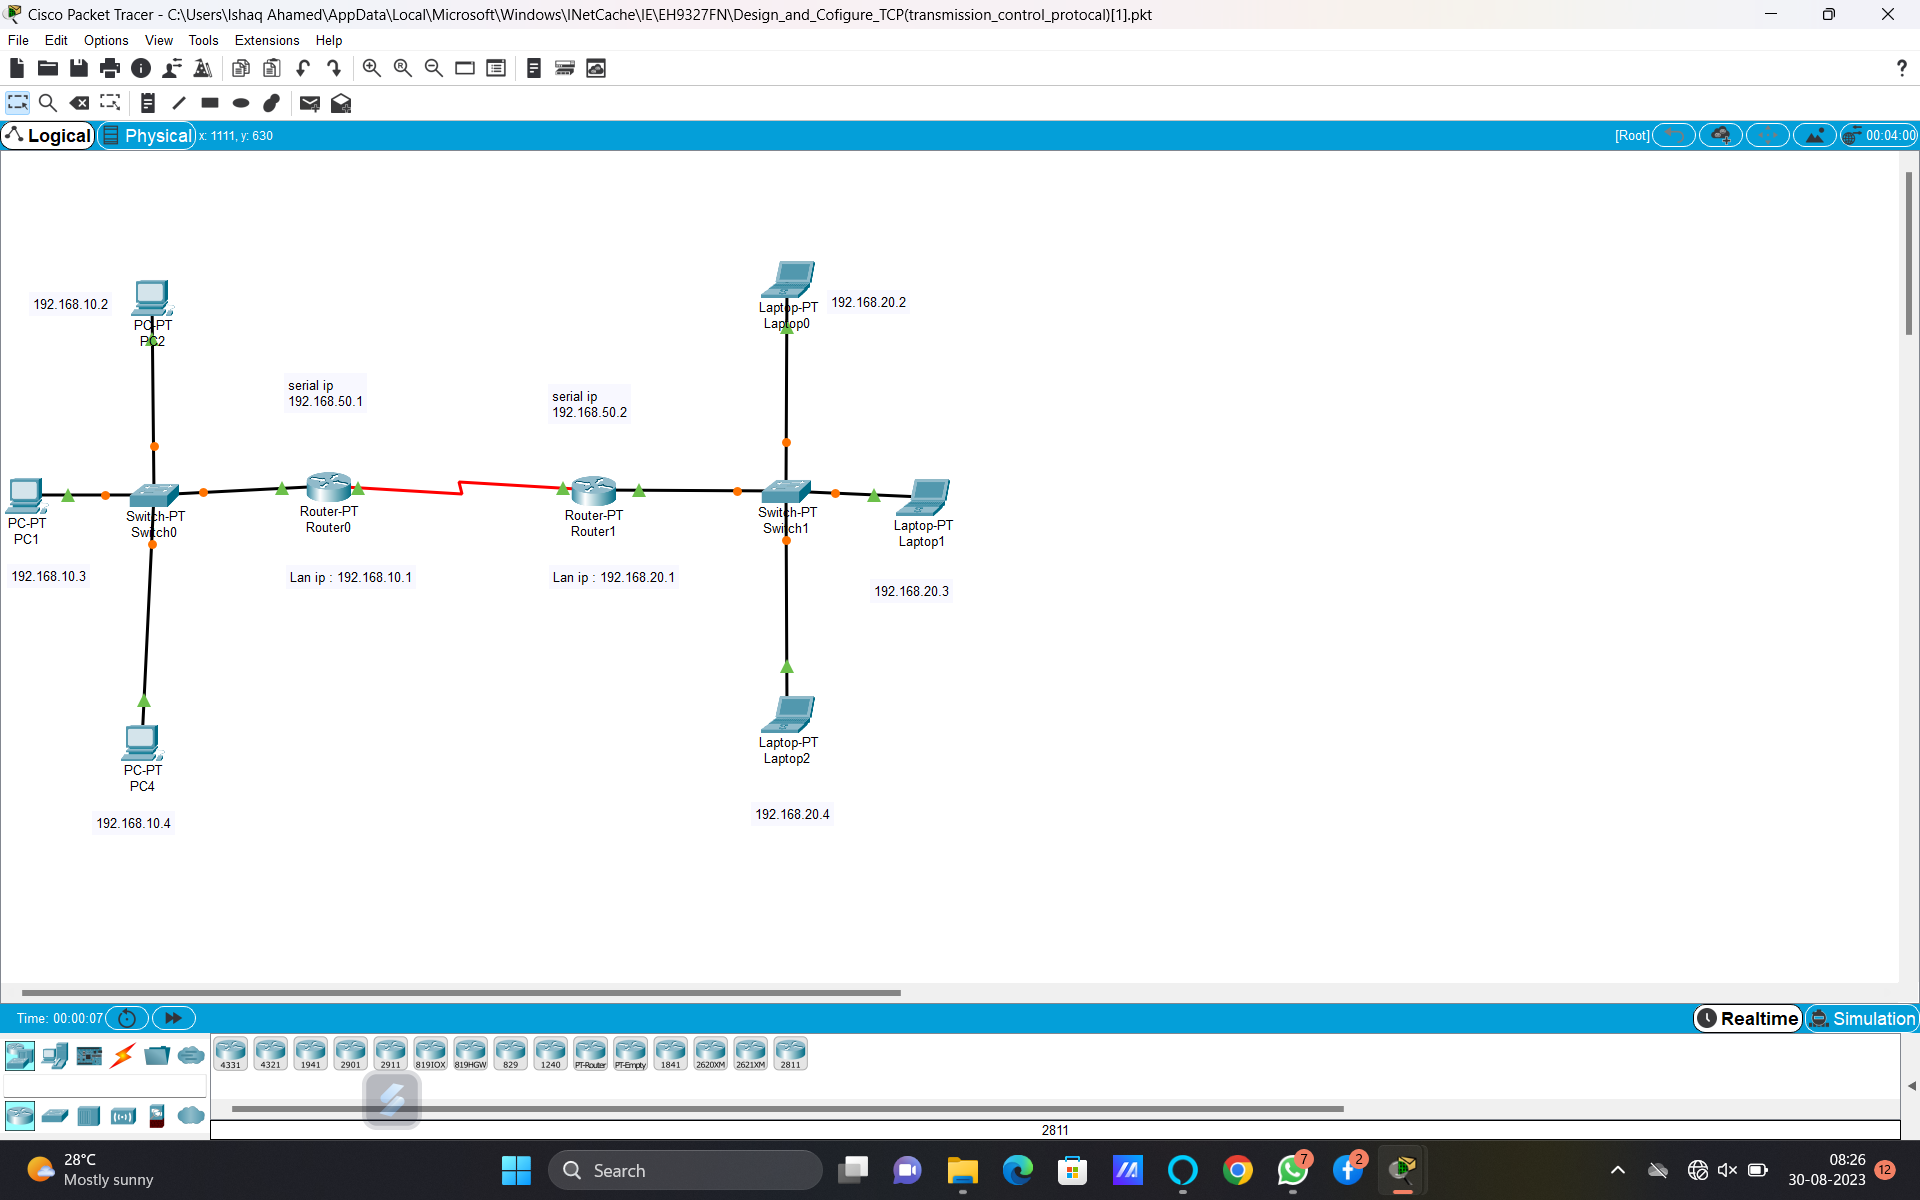 Cisco Packet Tracer - C:\Users\Ishaq Ahamed\AppData\Local\Microsoft\Windows\INetCache\IE\EH9327FN\Design_and_Cofigure_TCP(transmission_control_protocal)[1].pkt
File Edit Options View Tools Extensions Help
?
Logical Physical x: 1111, y: 630 [Root] 00:04:00
192.168.10.2
PC-PT
PC2
Laptop-PT
Laptop0
192.168.20.2
serial ip
192.168.50.1
serial ip
192.168.50.2
PC-PT
PC1
Switch-PT
Switch0
Router-PT
Router0
Router-PT
Router1
Switch-PT
Switch1
Laptop-PT
Laptop1
192.168.10.3
Lan ip : 192.168.10.1
Lan ip : 192.168.20.1
192.168.20.3
PC-PT
PC4
Laptop-PT
Laptop2
192.168.10.4
192.168.20.4
Time: 00:00:07 Realtime Simulation
4331 4321 1941 2901 2911 819IOX 819HGW 829 1240 PT-Router PT-Empty 1841 2620XM 2621XM 2811
2811
28°C
Mostly sunny
Search
7
2
08:26
30-08-2023
12